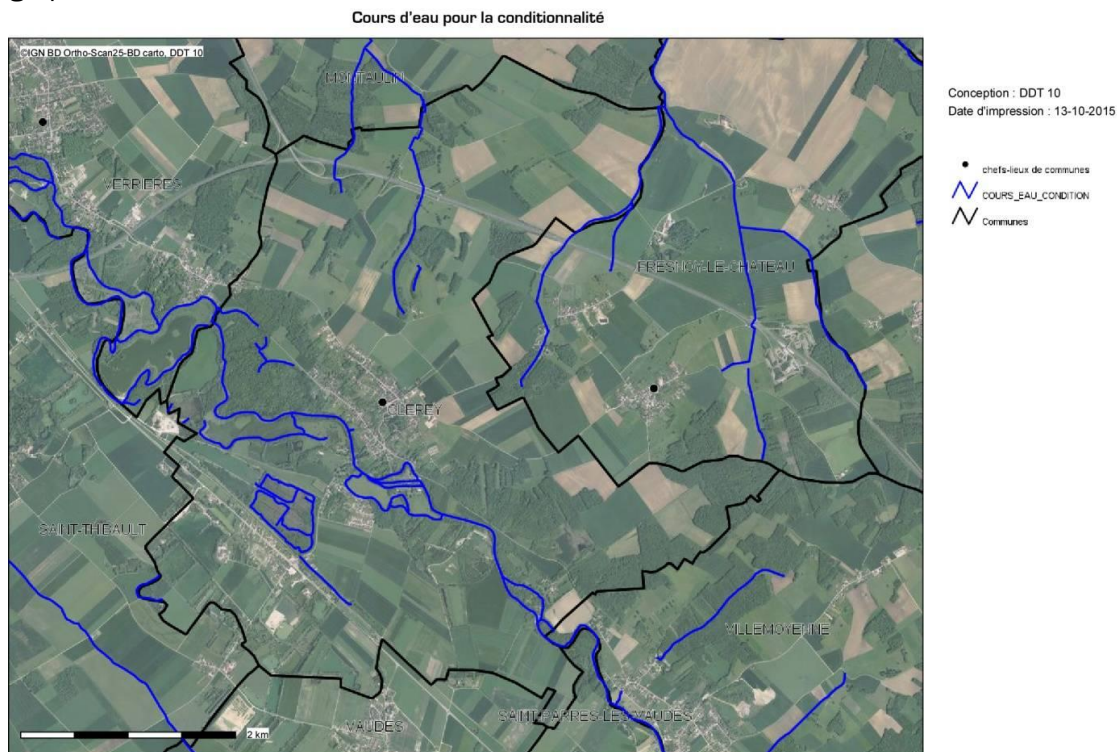 Cours d'eau pour la conditionnalité
©IGN BD Ortho-Scan25-BD carto, DDT 10
Conception : DDT 10
Date d'impression : 13-10-2015
chefs-lieux de communes
COURS_EAU_CONDITION
Communes
MONTAULIN
VERRIERES
FRESNOY-LE-CHATEAU
CLEREY
SAINT-THIBAULT
VILLEMOYENNE
SAINT-PARRES-LES-VAUDES
VAUDES
2 km